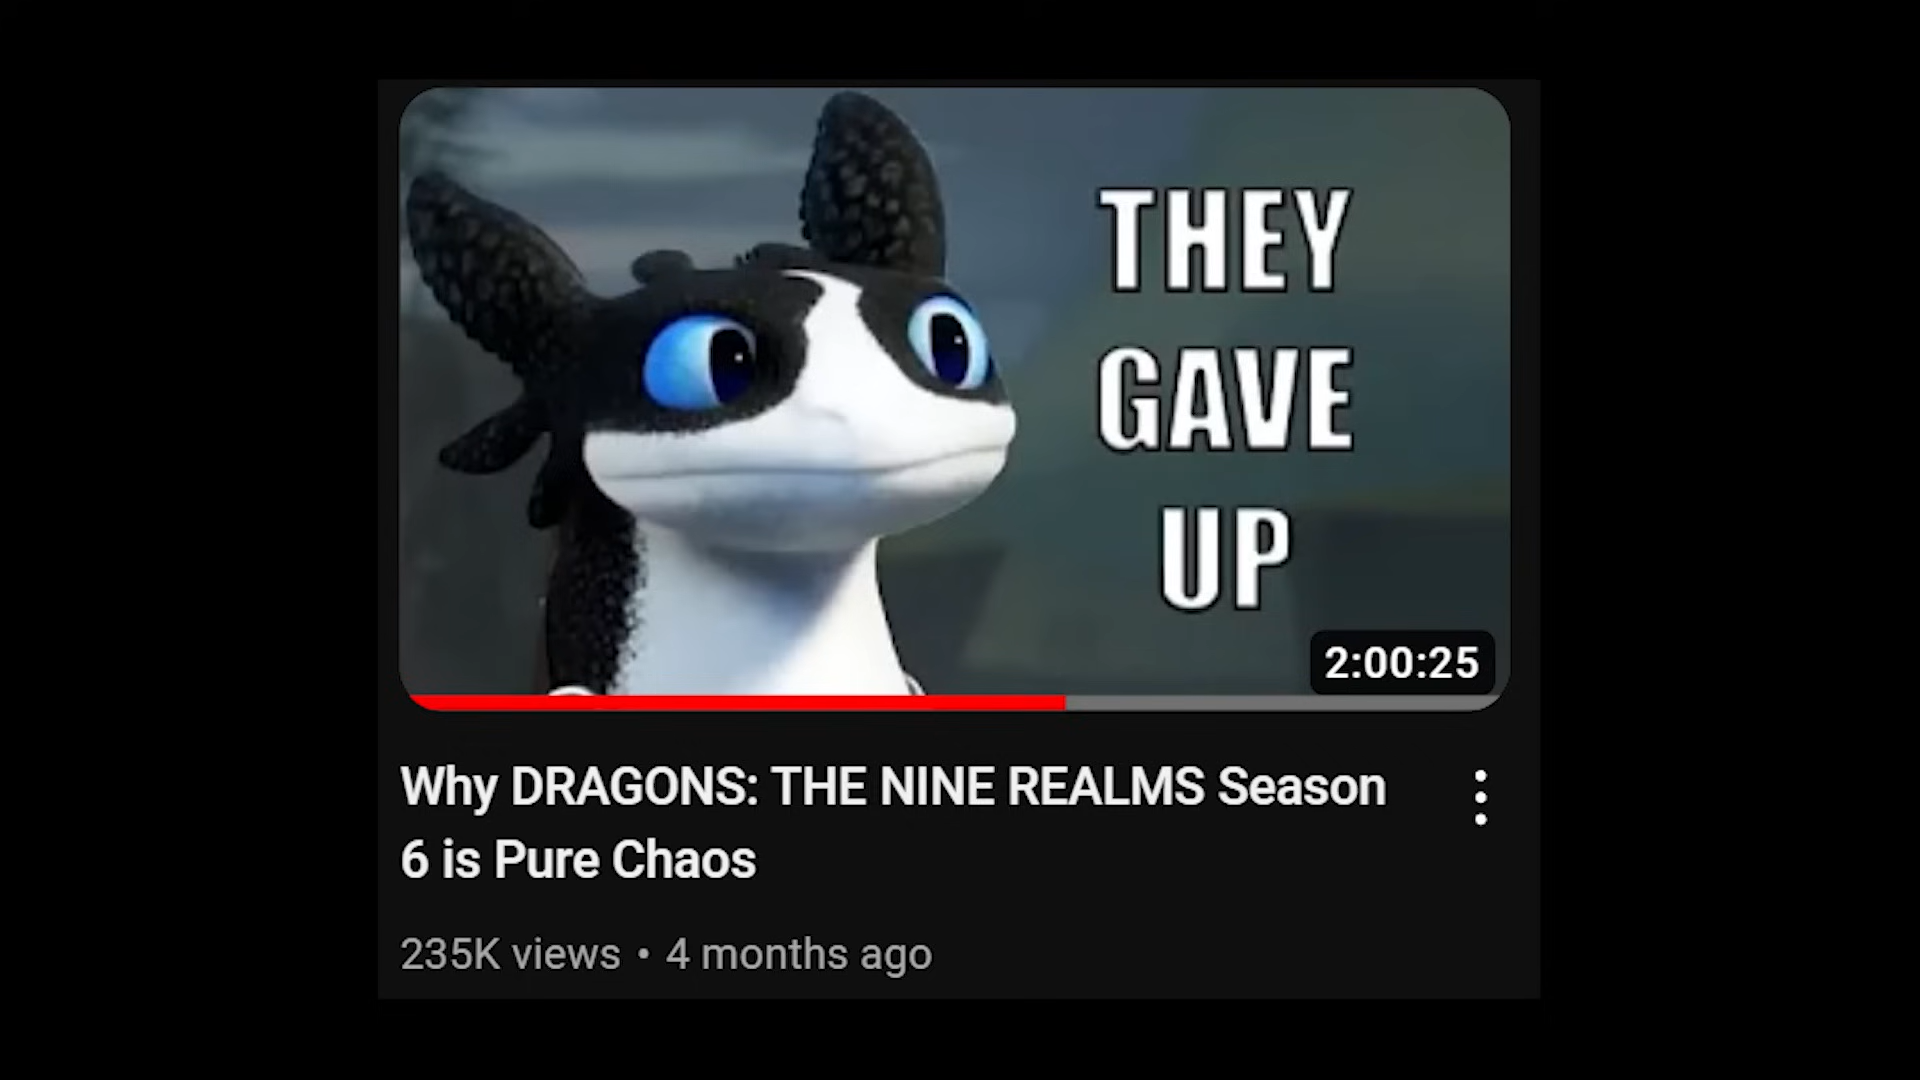 THEY
GAVE
UP
2:00:25
Why DRAGONS: THE NINE REALMS Season
6 is Pure Chaos
235K views • 4 months ago